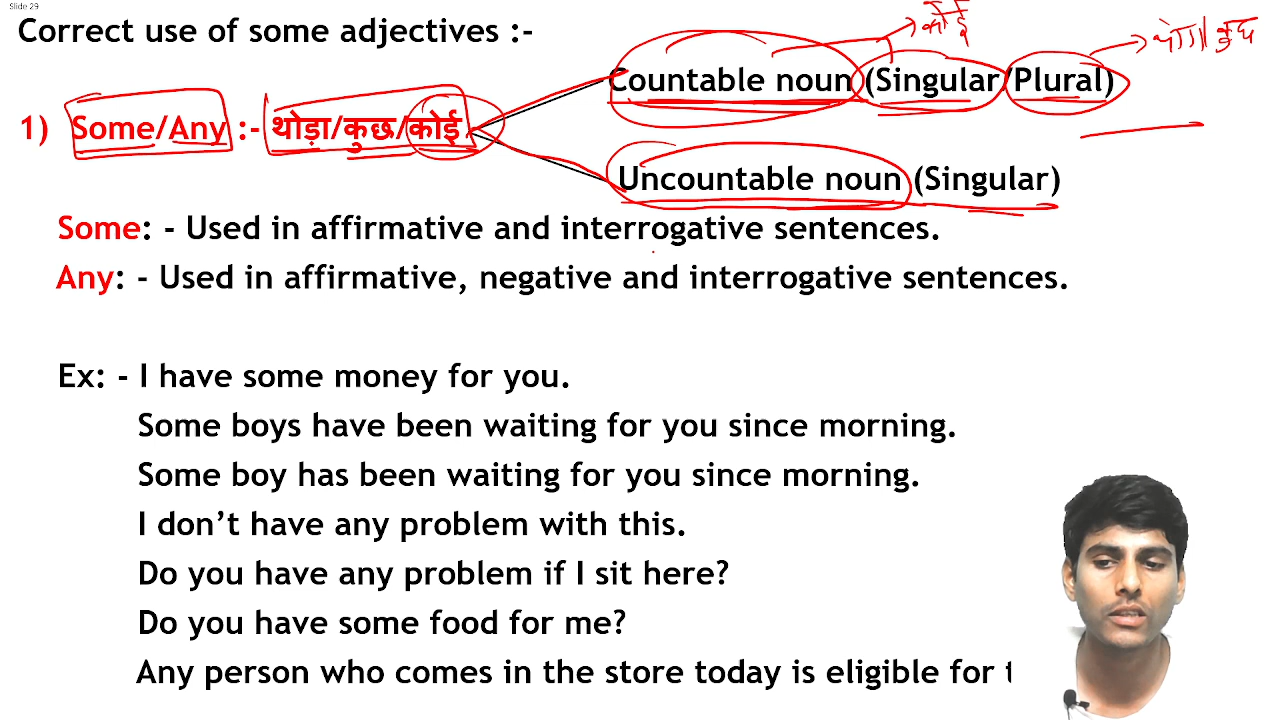 Slide 29
Correct use of some adjectives :-
कोई
थोड़ा/कुछ
Countable noun (Singular/Plural)
1) Some/Any :- थोड़ा/कुछ/कोई
Uncountable noun (Singular)
Some: - Used in affirmative and interrogative sentences.
Any: - Used in affirmative, negative and interrogative sentences.
Ex: - I have some money for you.
Some boys have been waiting for you since morning.
Some boy has been waiting for you since morning.
I don’t have any problem with this.
Do you have any problem if I sit here?
Do you have some food for me?
Any person who comes in the store today is eligible for